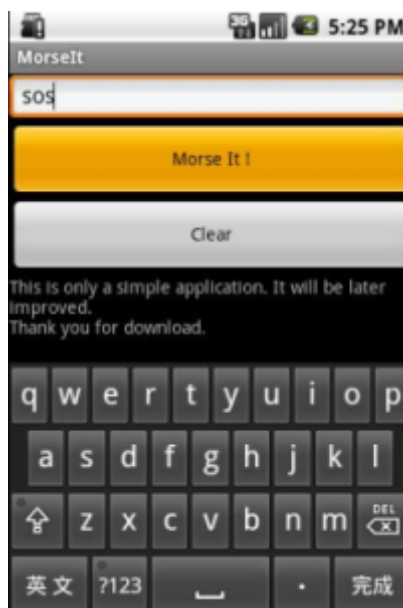 3G
5:25 PM
MorseIt
sos
Morse It !
Clear
This is only a simple application. It will be later
improved.
Thank you for download.
q w e r t y u i o p
a s d f g h j k l
z x c v b n m DEL
英文 ?123 . 完成